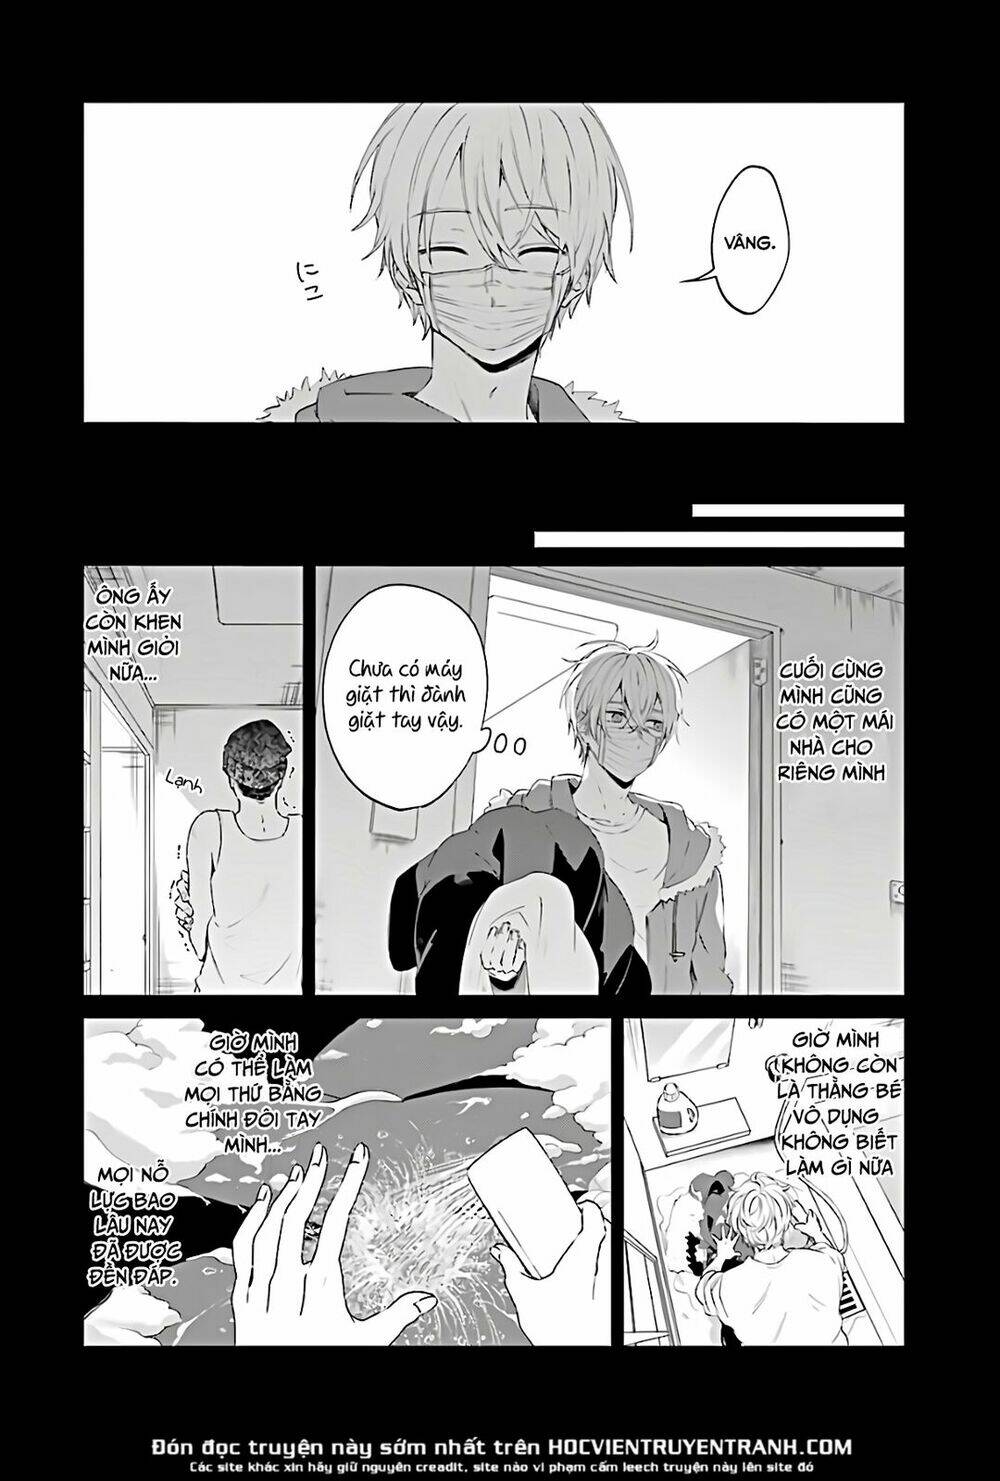 VÂNG.
にこ
CUỐI CÙNG
MÌNH CŨNG
CÓ MỘT MÁI
NHÀ CHO
RIÊNG MÌNH
Chưa có máy
giặt thì đành
giặt tay vậy.
ÔNG ẤY
CÒN KHEN
MÌNH GIỎI
NỮA...
Lạnh
GIỜ MÌNH
KHÔNG CÒN
LÀ THẰNG BÉ
VÔ DỤNG
KHÔNG BIẾT
LÀM GÌ NỮA
GIỜ MÌNH
CÓ THỂ LÀM
MỌI THỨ BẰNG
CHÍNH ĐÔI TAY
MÌNH...
MỌI NỖ
LỰC BAO
LÂU NAY
ĐÃ ĐƯỢC
ĐỀN ĐÁP.
Đón đọc truyện này sớm nhất trên HOCVIENTRUYENTRANH.COM
Các site khác xin hãy giữ nguyên creadit, site nào vi phạm cấm leech truyện này lên site đó